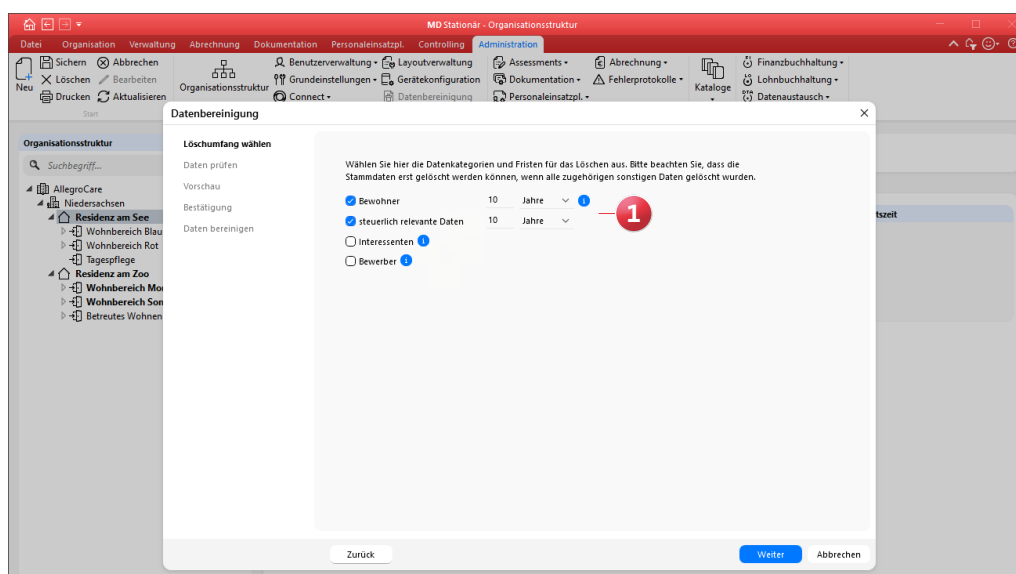 MD Stationär - Organisationsstruktur
Datei Organisation Verwaltung Abrechnung Dokumentation Personaleinsatzpl. Controlling Administration
Sichern Abbrechen
Löschen Bearbeiten
Drucken Aktualisieren
Neu
Start
Organisationsstruktur
Benutzerverwaltung Layoutverwaltung
Grundeinstellungen Gerätekonfiguration
Connect Datenbereinigung
Assessments Abrechnung
Dokumentation Fehlerprotokolle
Personaleinsatzpl.
Kataloge
Finanzbuchhaltung
Lohnbuchhaltung
Datenaustausch
Organisationsstruktur
Suchbegriff...
AllegroCare
Niedersachsen
Residenz am See
Wohnbereich Blau
Wohnbereich Rot
Tagespflege
Residenz am Zoo
Wohnbereich Mo
Wohnbereich Son
Betreutes Wohnen
tszeit
Datenbereinigung
Löschumfang wählen
Daten prüfen
Vorschau
Bestätigung
Daten bereinigen
Wählen Sie hier die Datenkategorien und Fristen für das Löschen aus. Bitte beachten Sie, dass die
Stammdaten erst gelöscht werden können, wenn alle zugehörigen sonstigen Daten gelöscht wurden.
Bewohner 10 Jahre
steuerlich relevante Daten 10 Jahre
Interessenten
Bewerber
1
Zurück Weiter Abbrechen